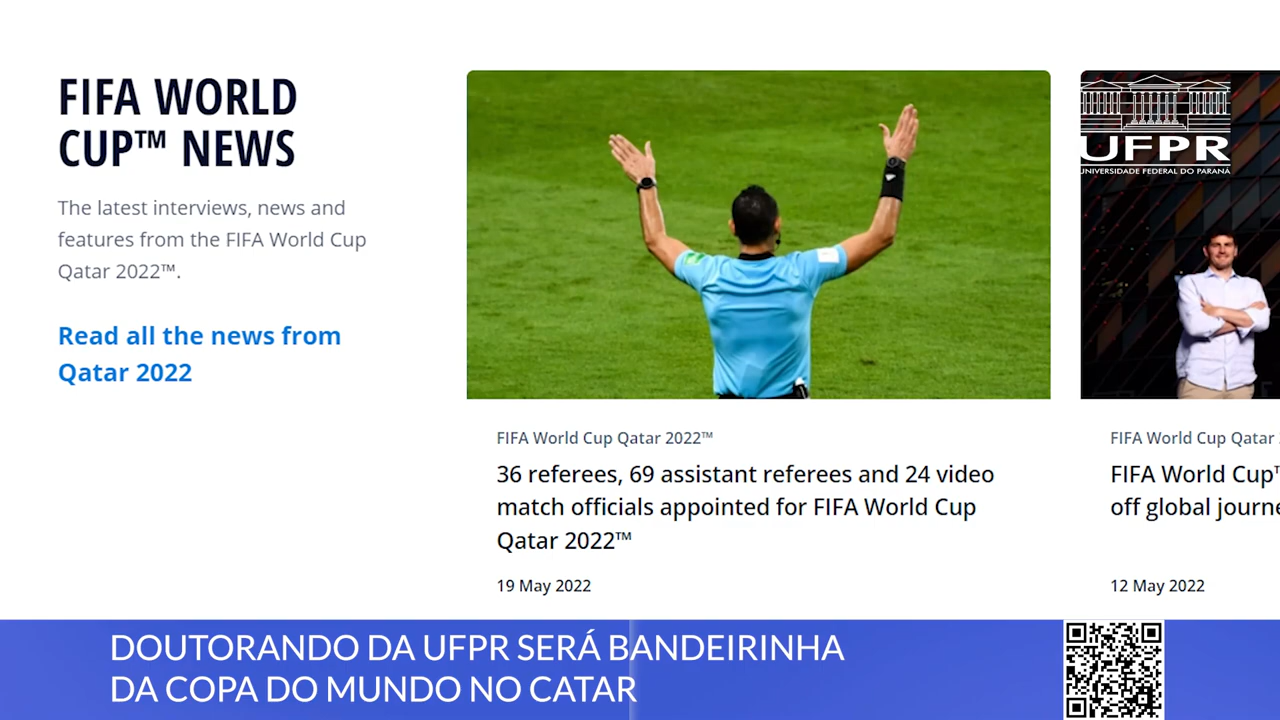 FIFA WORLD
CUP™ NEWS
The latest interviews, news and
features from the FIFA World Cup
Qatar 2022™.
Read all the news from
Qatar 2022
FIFA World Cup Qatar 2022™
36 referees, 69 assistant referees and 24 video
match officials appointed for FIFA World Cup
Qatar 2022™
19 May 2022
UFPR
UNIVERSIDADE FEDERAL DO PARANÁ
FIFA World Cup Qatar
FIFA World Cup™
off global journe
12 May 2022
DOUTORANDO DA UFPR SERÁ BANDEIRINHA
DA COPA DO MUNDO NO CATAR